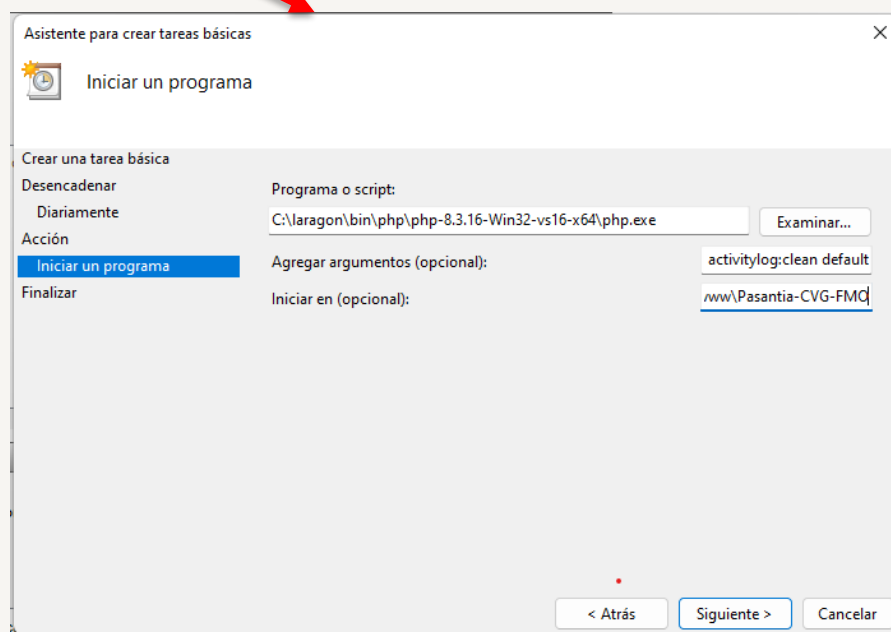 Asistente para crear tareas básicas
Iniciar un programa
Crear una tarea básica
Desencadenar
Diariamente
Acción
Iniciar un programa
Finalizar
Programa o script:
C:\laragon\bin\php\php-8.3.16-Win32-vs16-x64\php.exe
Examinar...
Agregar argumentos (opcional):
activitylog:clean default
Iniciar en (opcional):
\Pasantia-CVG-FMO
< Atrás
Siguiente >
Cancelar